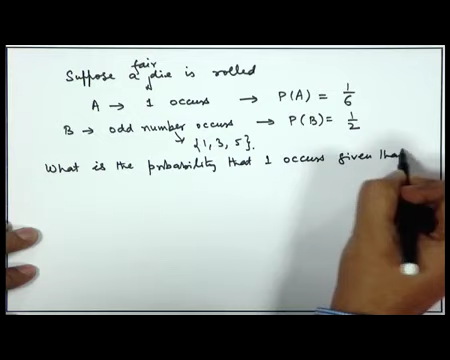 Suppose a fair die is rolled
A → 1 occurs → P(A) = 1/6
B → odd number occurs → P(B) = 1/2
{1, 3, 5}.
What is the probability that 1 occurs given tha